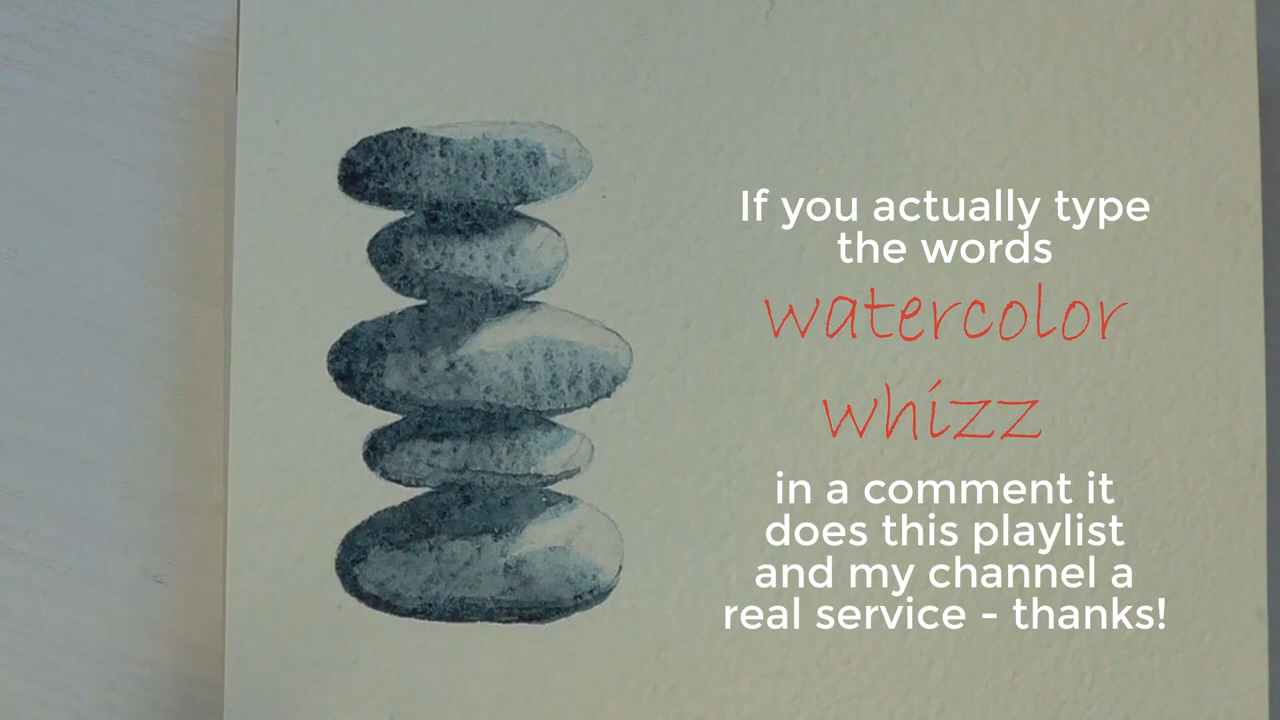 If you actually type
the words
watercolor
whizz
in a comment it
does this playlist
and my channel a
real service - thanks!